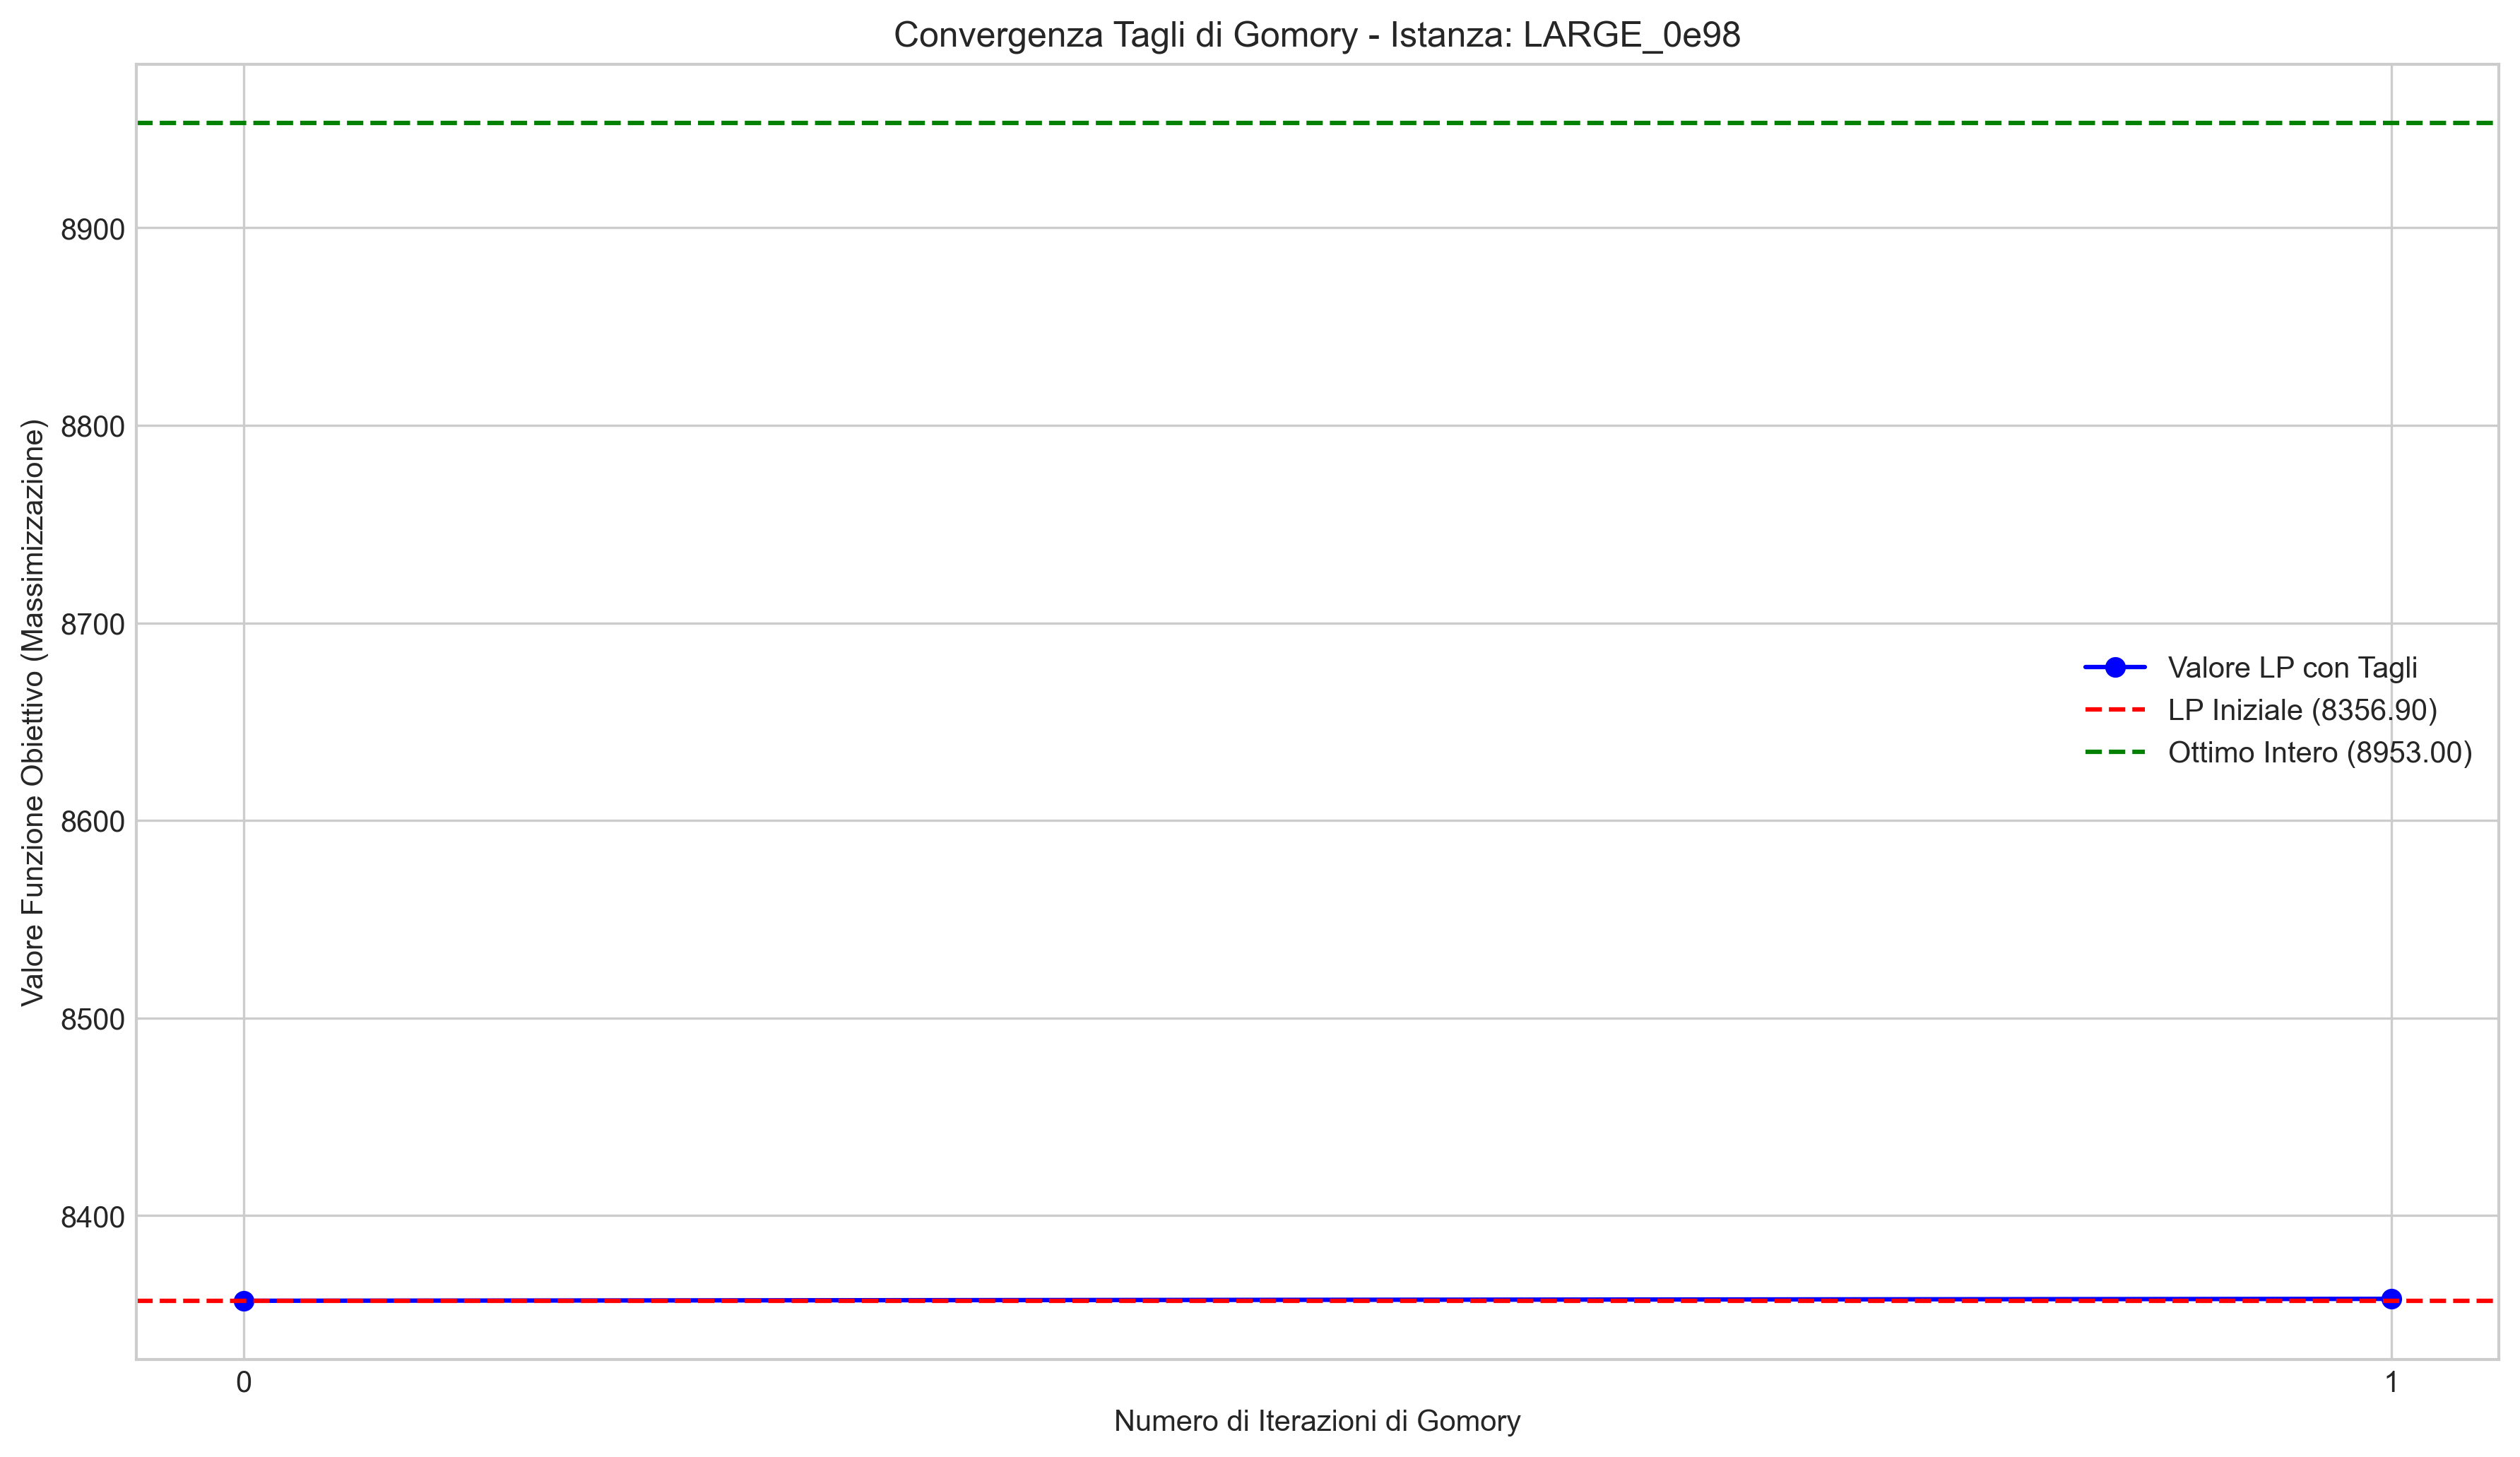 Convergenza Tagli di Gomory - Istanza: LARGE_0e98
Valore Funzione Obiettivo (Massimizzazione)
8900
8800
8700
8600
8500
8400
Valore LP con Tagli
LP Iniziale (8356.90)
Ottimo Intero (8953.00)
0
1
Numero di Iterazioni di Gomory